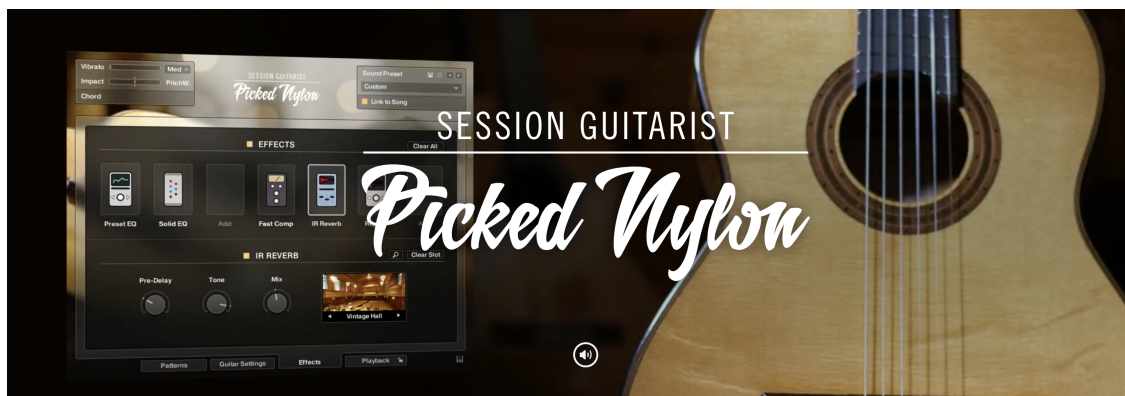 Vibrato
Med
Impact
PitchW.
Chord
SESSION GUITARIST
Picked Nylon
Sound Preset
Custom
Link to Song
SESSION GUITARIST
Picked Nylon
EFFECTS
Clear All
Preset EQ
Solid EQ
Add
Fast Comp
IR Reverb
IR REVERB
Clear Slot
Pre-Delay
Tone
Mix
Vintage Hall
Patterns
Guitar Settings
Effects
Playback